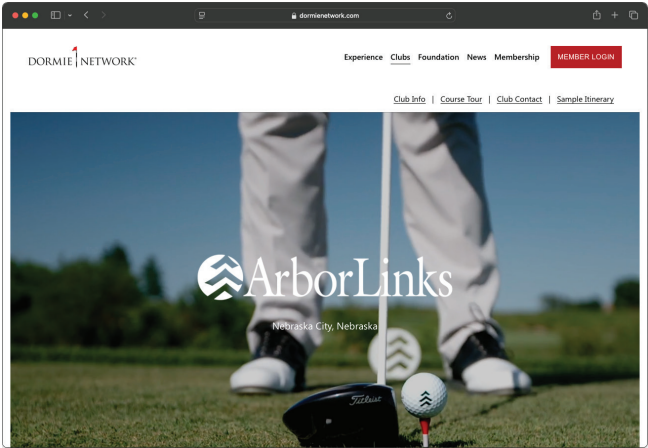 dormienetwork.com
DORMIE NETWORK®
Experience Clubs Foundation News Membership MEMBER LOGIN
Club Info | Course Tour | Club Contact | Sample Itinerary
ArborLinks
Nebraska City, Nebraska
Titleist